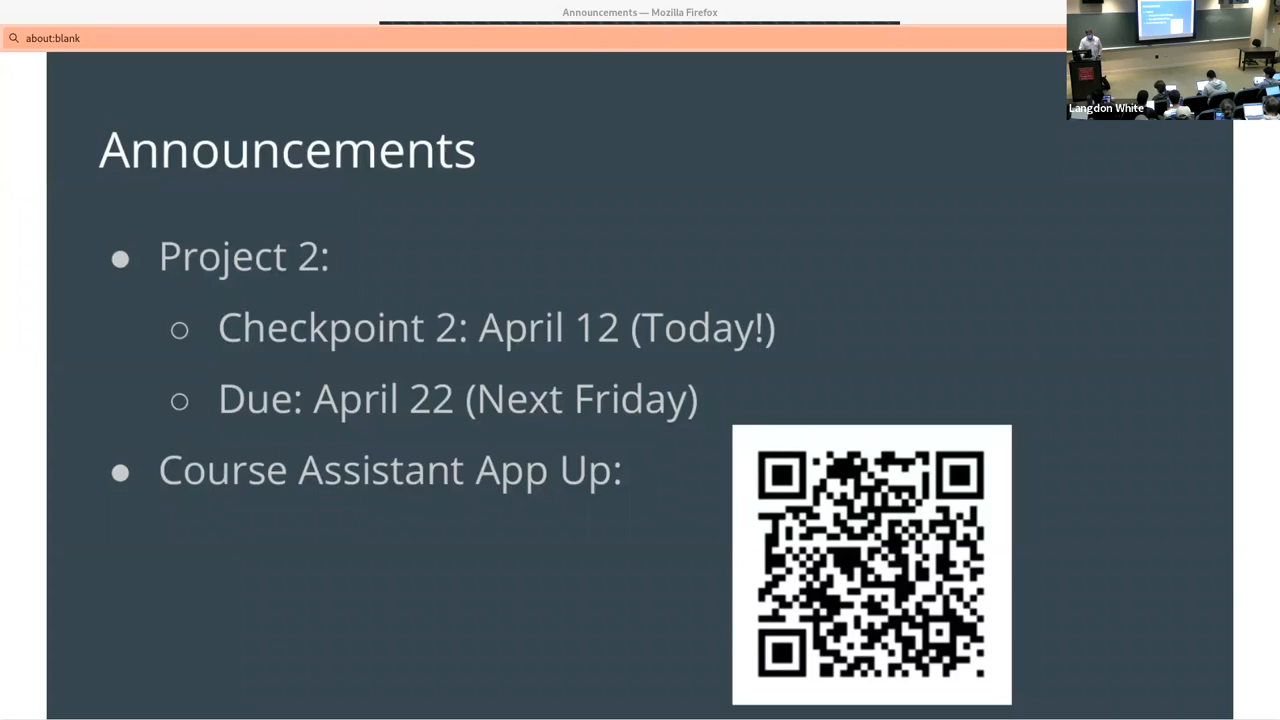 Announcements — Mozilla Firefox
about:blank
Langdon White
Announcements
● Project 2:
○ Checkpoint 2: April 12 (Today!)
○ Due: April 22 (Next Friday)
● Course Assistant App Up: